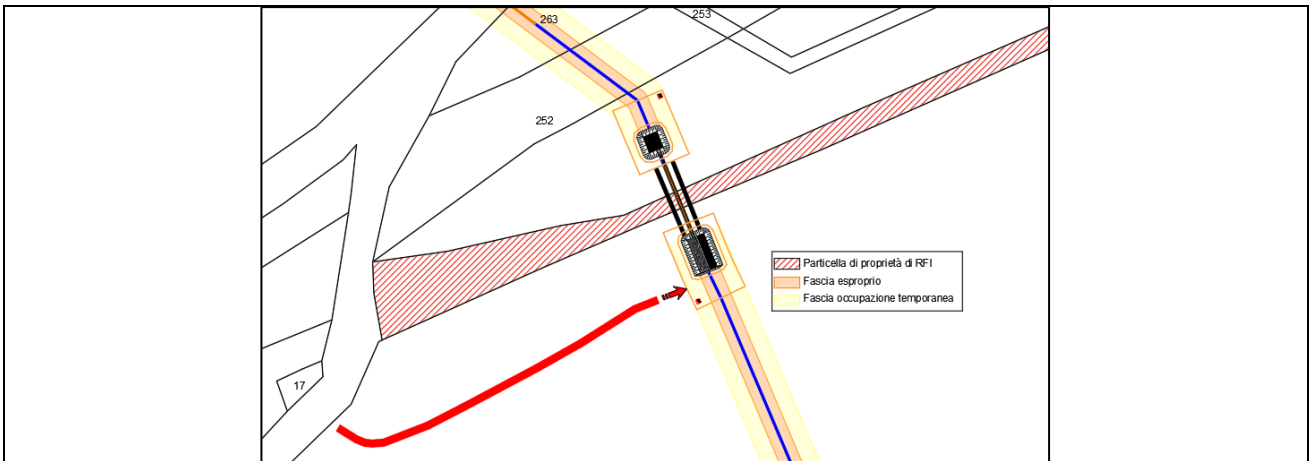 263
253
252
Particella di proprietà di RFI
Fascia esproprio
Fascia occupazione temporanea
17